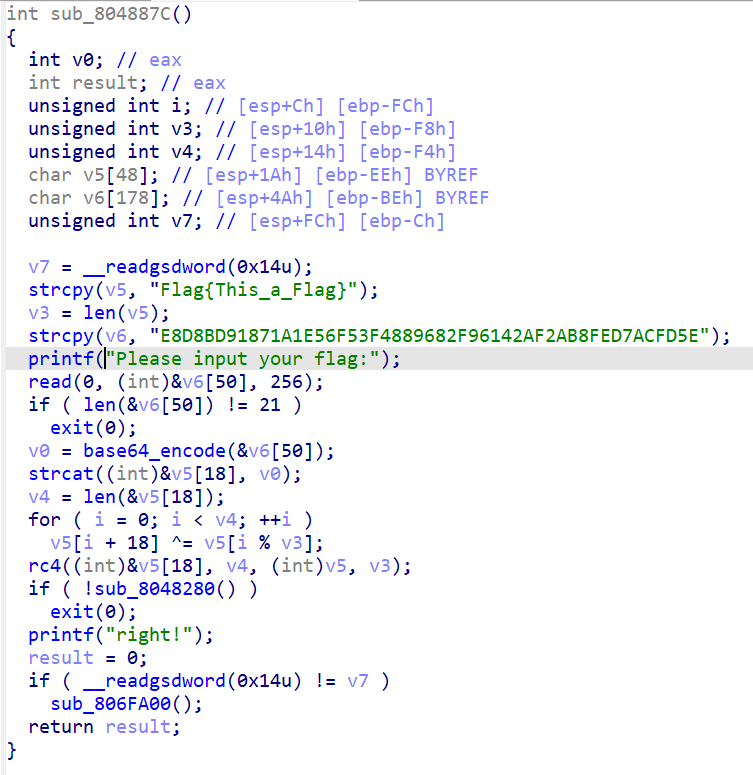 int sub_804887C()
{
  int v0; // eax
  int result; // eax
  unsigned int i; // [esp+Ch] [ebp-FCh]
  unsigned int v3; // [esp+10h] [ebp-F8h]
  unsigned int v4; // [esp+14h] [ebp-F4h]
  char v5[48]; // [esp+1Ah] [ebp-EEh] BYREF
  char v6[178]; // [esp+4Ah] [ebp-BEh] BYREF
  unsigned int v7; // [esp+FCh] [ebp-Ch]

  v7 = __readgsdword(0x14u);
  strcpy(v5, "Flag{This_a_Flag}");
  v3 = len(v5);
  strcpy(v6, "E8D8BD91871A1E56F53F4889682F96142AF2AB8FED7ACFD5E");
  printf("Please input your flag:");
  read(0, (int)&v6[50], 256);
  if ( len(&v6[50]) != 21 )
    exit(0);
  v0 = base64_encode(&v6[50]);
  strcat((int)&v5[18], v0);
  v4 = len(&v5[18]);
  for ( i = 0; i < v4; ++i )
    v5[i + 18] ^= v5[i % v3];
  rc4((int)&v5[18], v4, (int)v5, v3);
  if ( !sub_8048280() )
    exit(0);
  printf("right!");
  result = 0;
  if ( __readgsdword(0x14u) != v7 )
    sub_806FA00();
  return result;
}